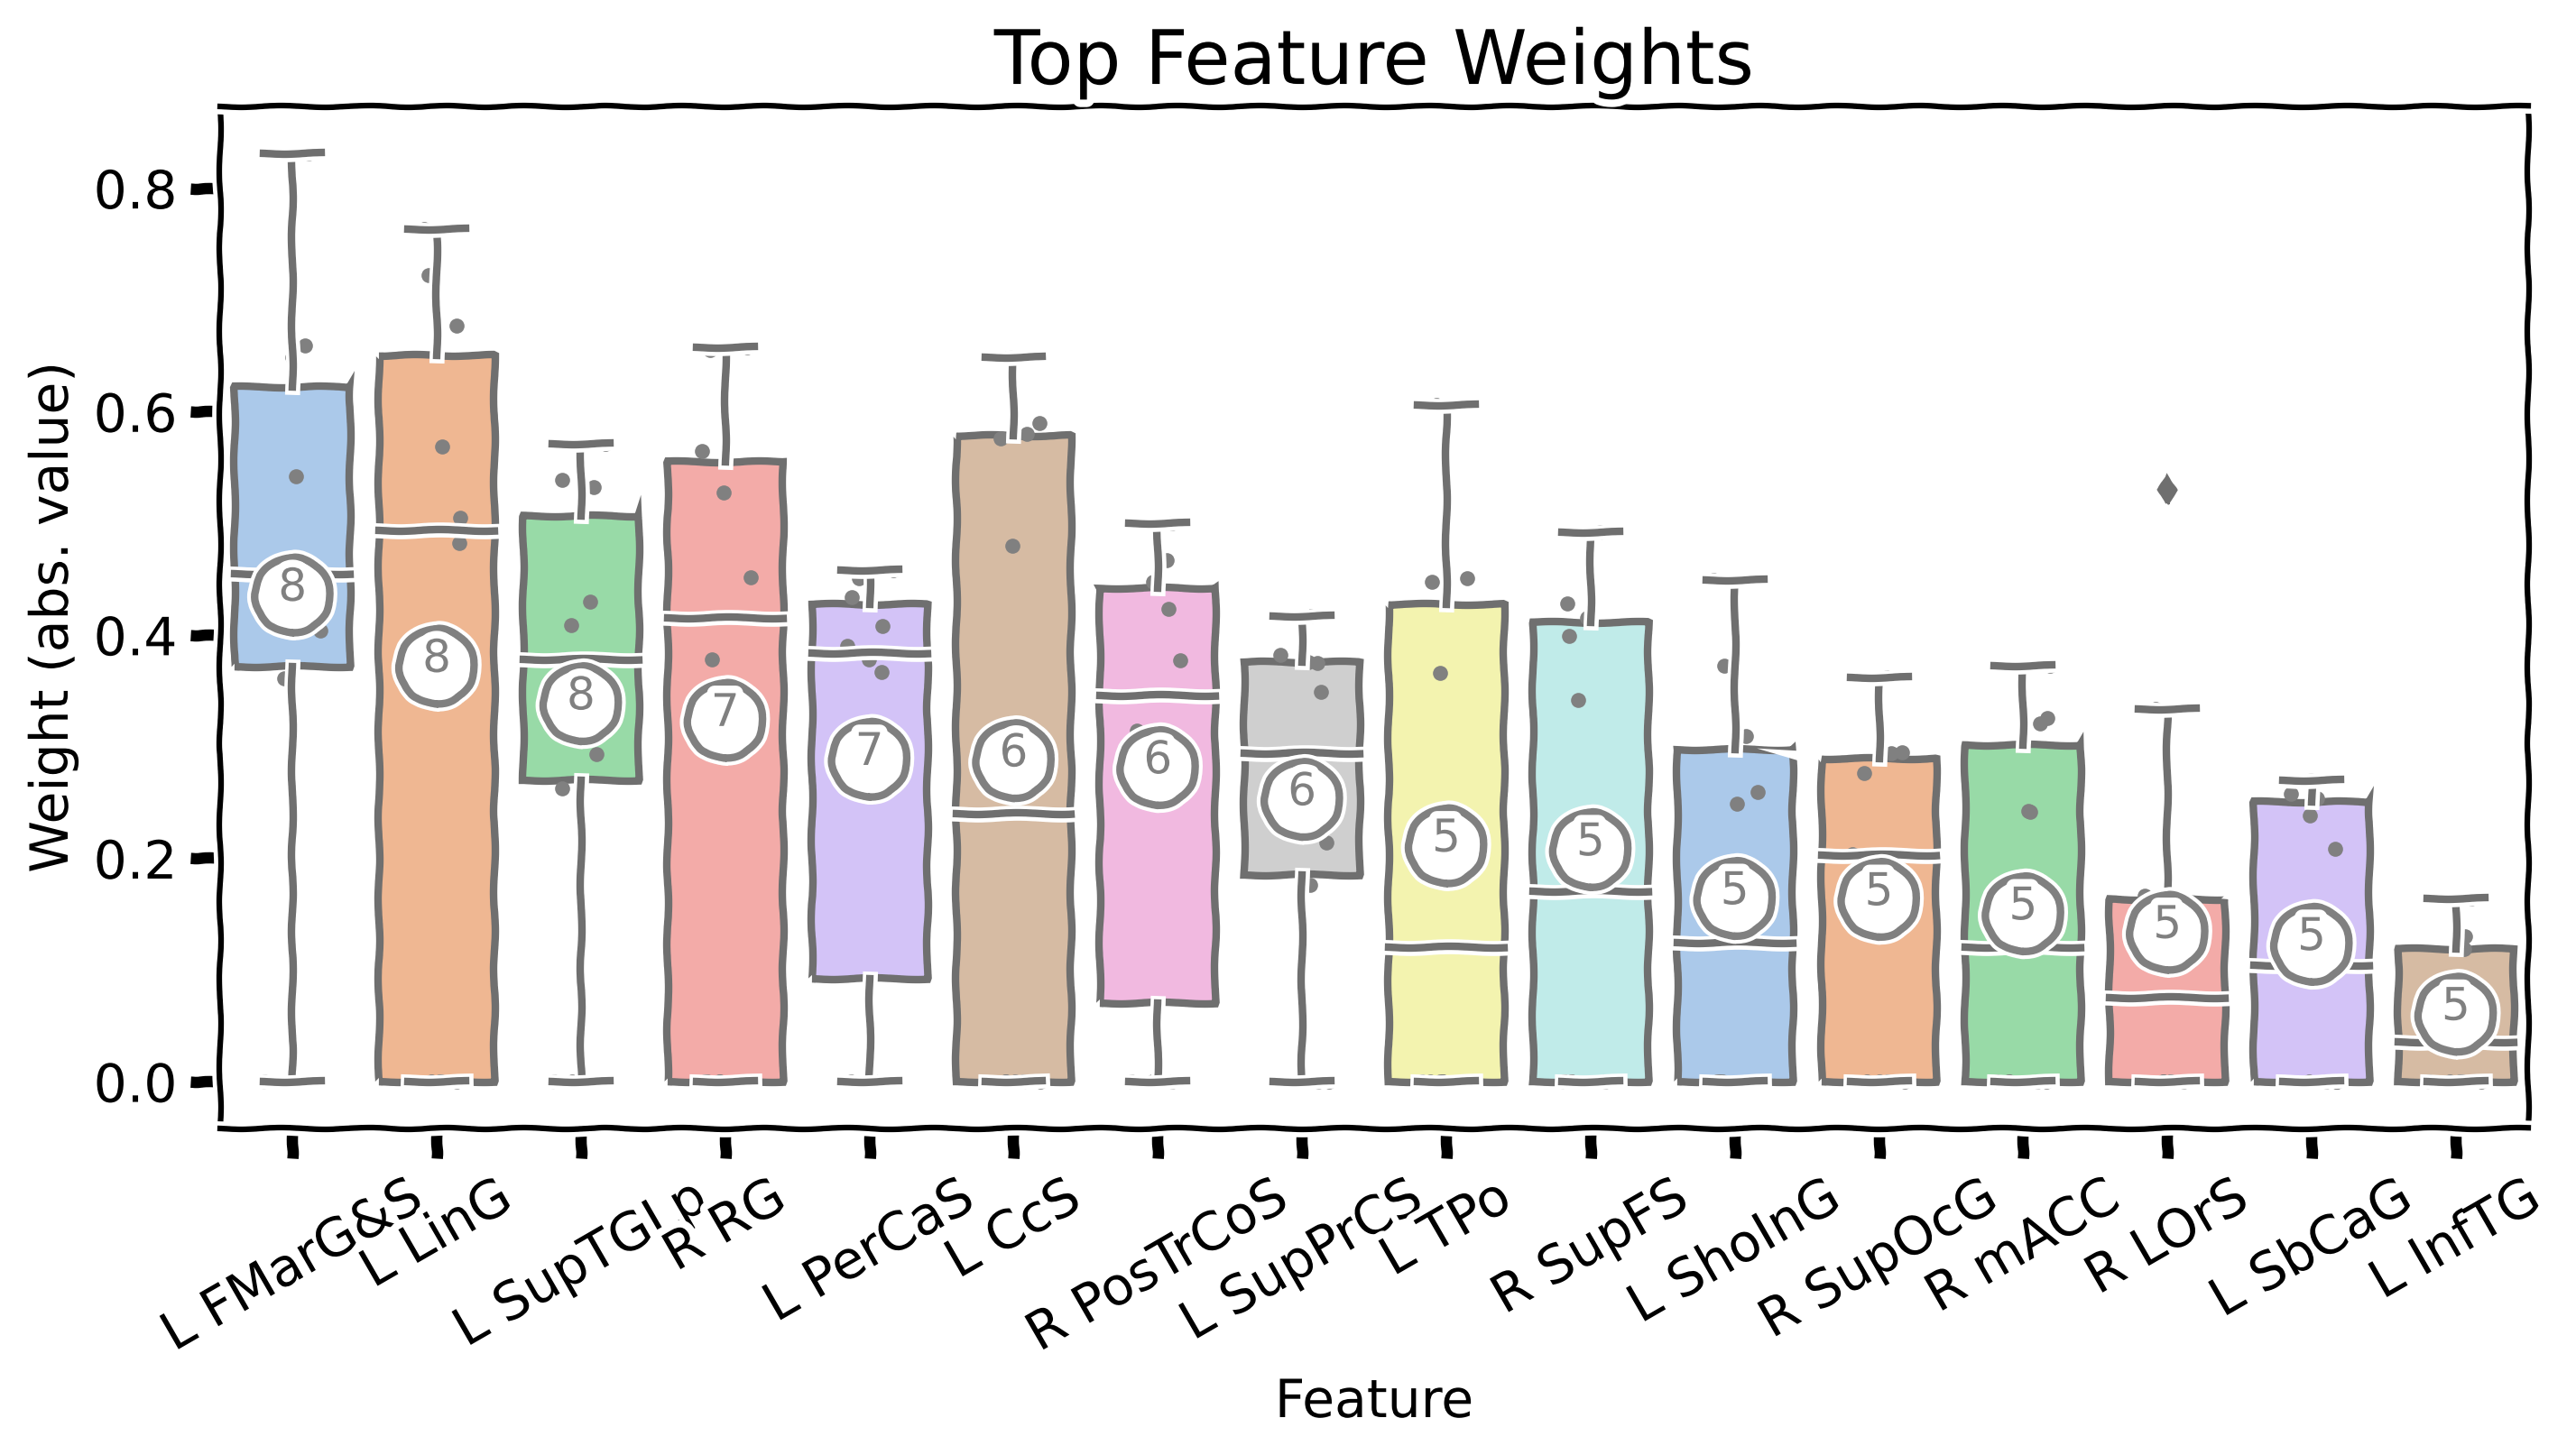 Top Feature Weights
Weight (abs. value)
0.8
0.6
0.4
0.2
0.0
8
8
8
7
7
6
6
6
5
5
5
5
5
5
5
5
L FMarG&S
L LinG
L SupTGLp
R RG
L PerCaS
L CcS
R PosTrCoS
L SupPrCS
L TPo
R SupFS
L ShoInG
R SupOcG
R mACC
R LOrS
L SbCaG
L InfTG
Feature